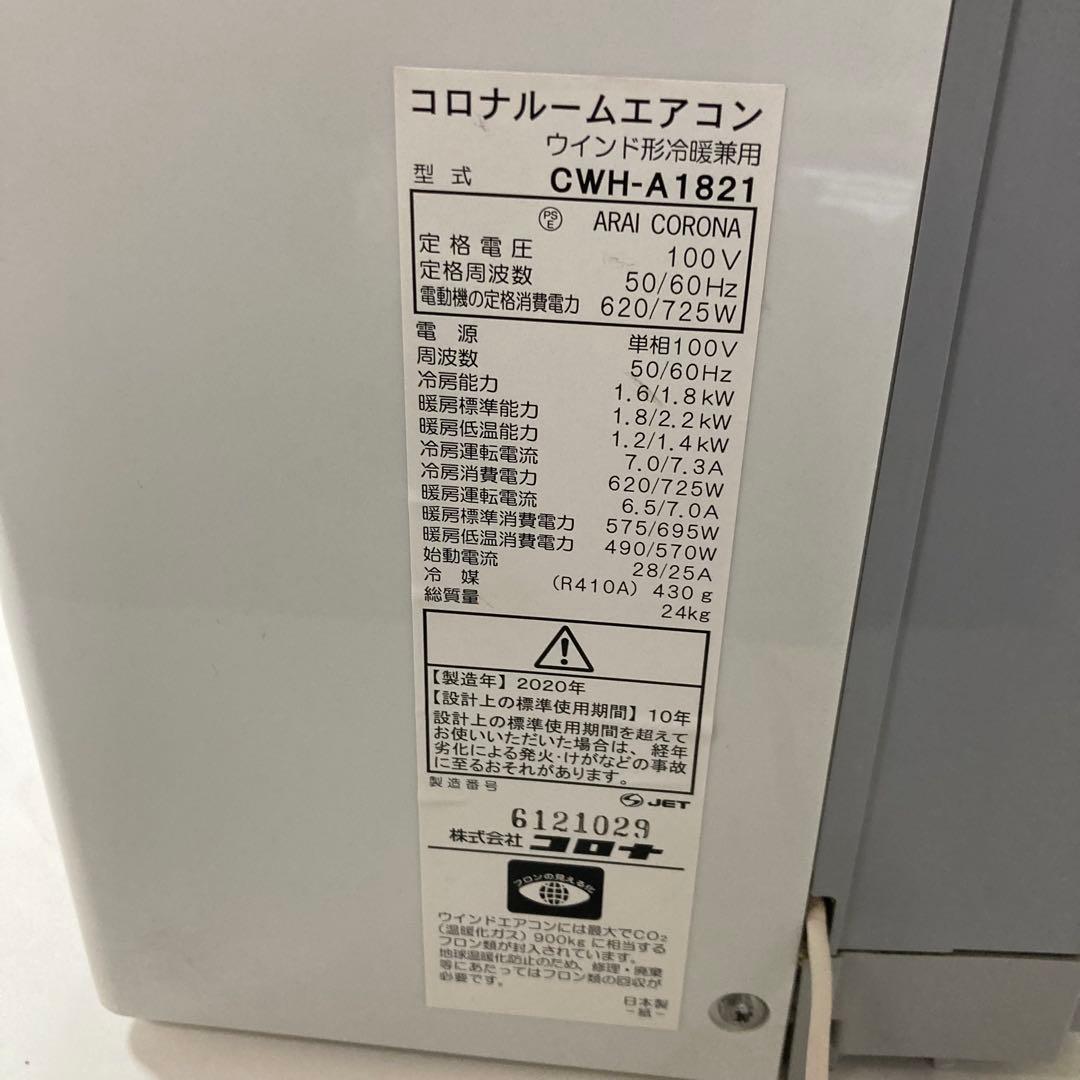 コロナルームエアコン
ウインド形冷暖兼用
型式 CWH-A1821
PS E ARAI CORONA
定格電圧 100V
定格周波数 50/60Hz
電動機の定格消費電力 620/725W
電源 単相100V
周波数 50/60Hz
冷房能力 1.6/1.8kW
暖房標準能力 1.8/2.2kW
暖房低温能力 1.2/1.4kW
冷房運転電流 7.0/7.3A
冷房消費電力 620/725W
暖房運転電流 6.5/7.0A
暖房標準消費電力 575/695W
暖房低温消費電力 490/570W
始動電流 28/25A
冷媒 (R410A) 430g
総質量 24kg
【製造年】2020年
【設計上の標準使用期間】10年
設計上の標準使用期間を超えて
お使いいただいた場合は、経年
劣化による発火・けがなどの事故
に至るおそれがあります。
製造番号
JET
6121029
株式会社 コロナ
フロンの見える化
ウインドエアコンには最大でCO₂
(温暖化ガス) 900kgに相当する
フロン類が封入されています。
地球温暖化防止のため、修理・廃棄
等にあたってはフロン類の回収が
必要です。
日本製
-紙-